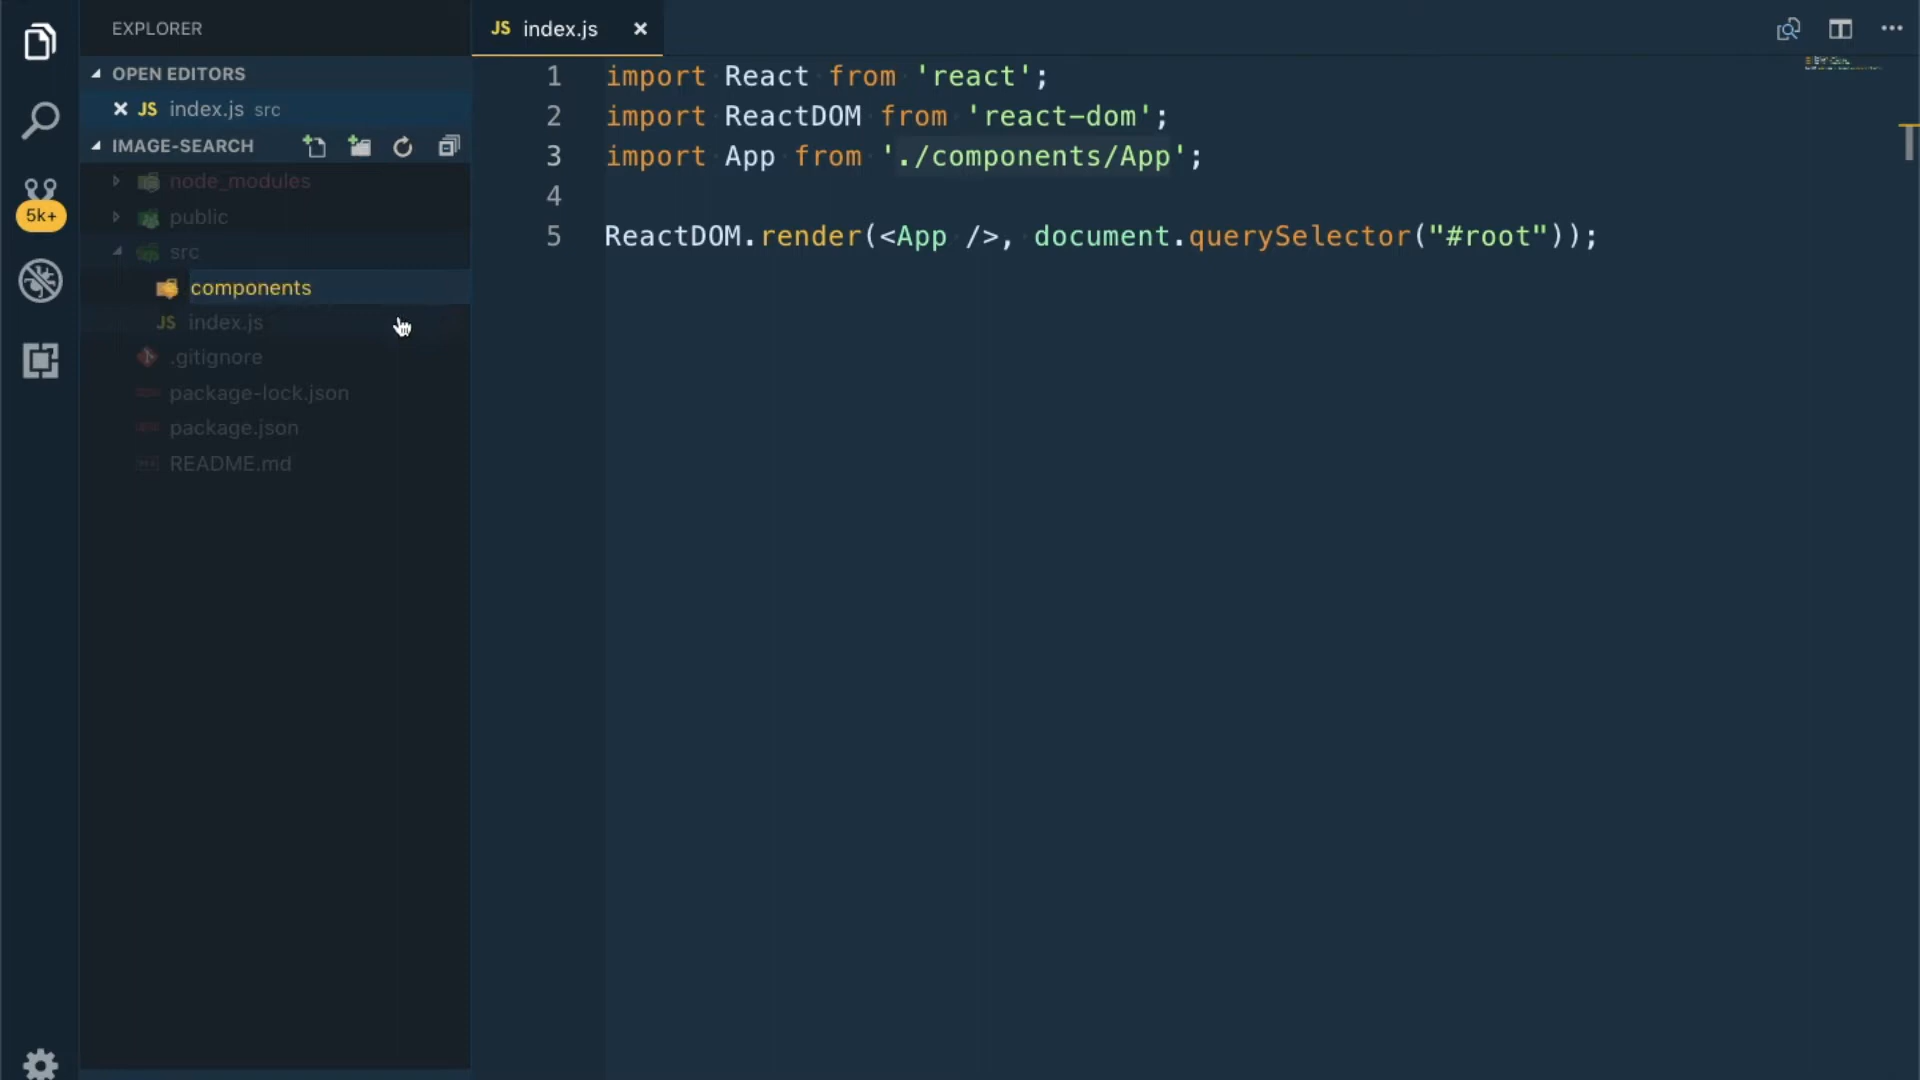 EXPLORER
OPEN EDITORS
JS index.js src
IMAGE-SEARCH
node_modules
public
src
components
JS index.js
.gitignore
package-lock.json
package.json
README.md
5k+
JS index.js
1 import React from 'react';
2 import ReactDOM from 'react-dom';
3 import App from './components/App';
4
5 ReactDOM.render(<App />, document.querySelector("#root"));
T